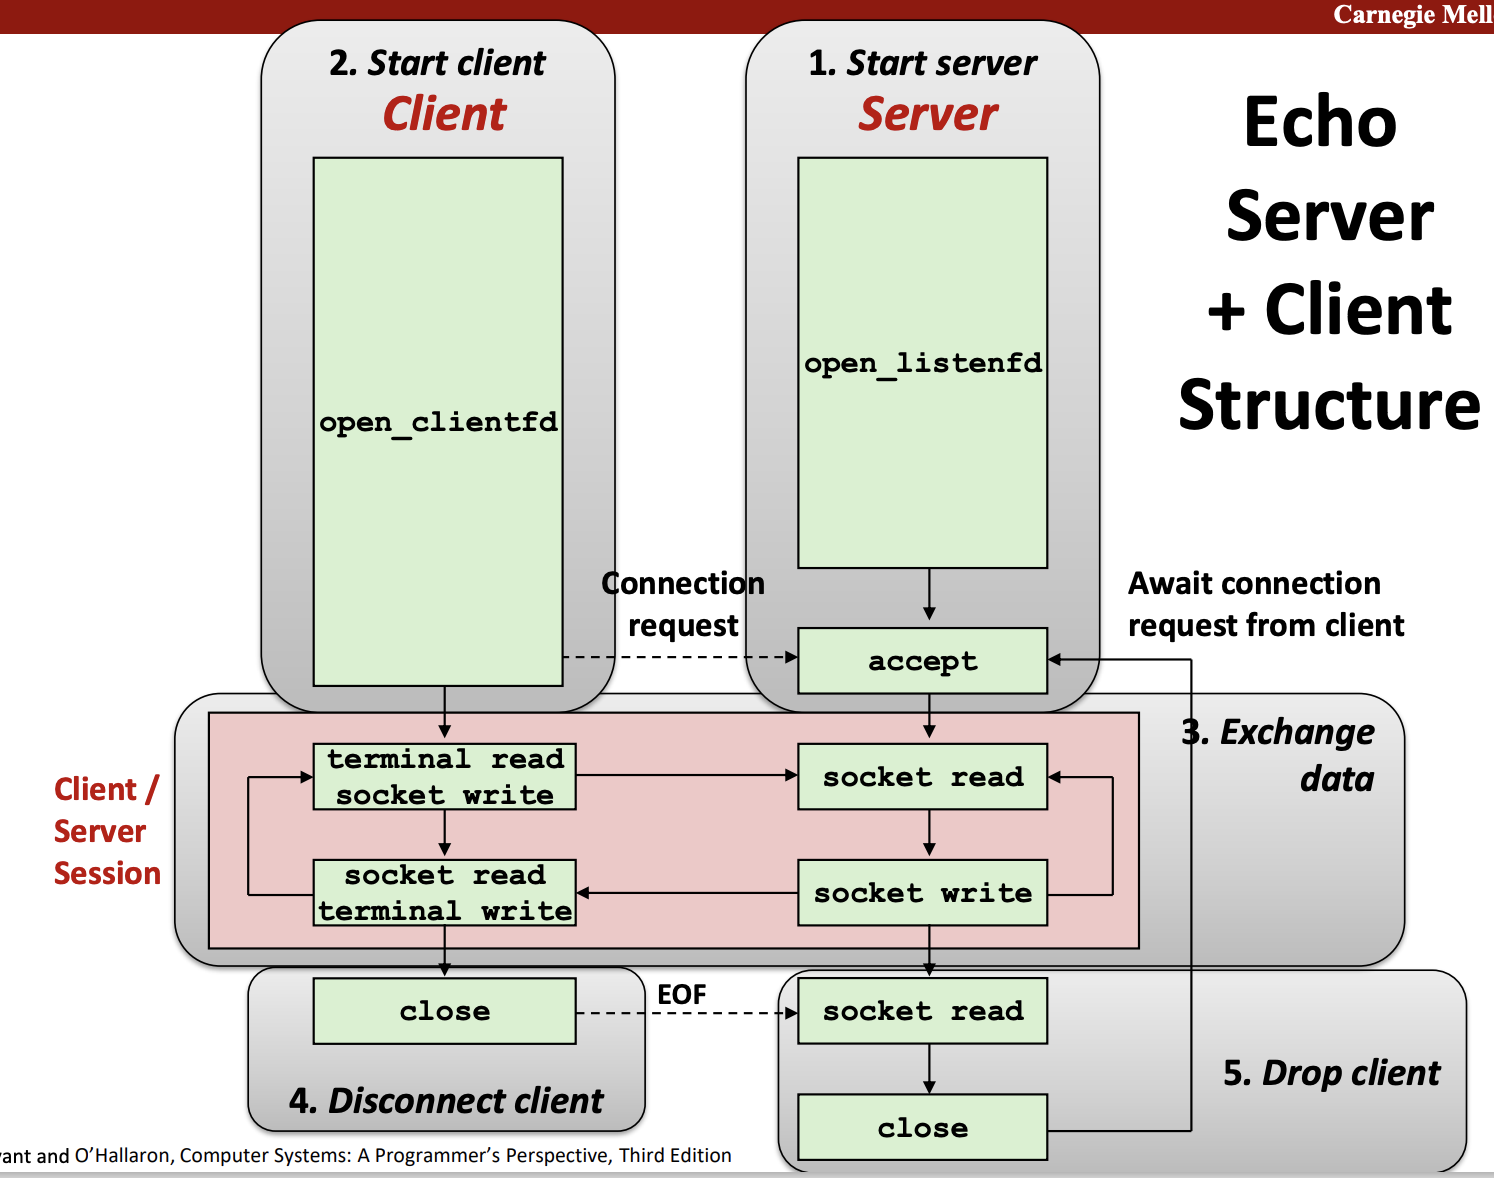 Carnegie Mell
2. Start client
Client
1. Start server
Server
Echo
Server
+ Client
Structure
open_listenfd
open_clientfd
Connection
request
Await connection
request from client
accept
3. Exchange
data
Client /
Server
Session
terminal read
socket write
socket read
socket read
terminal write
socket write
close
EOF
socket read
4. Disconnect client
5. Drop client
close
vant and O'Hallaron, Computer Systems: A Programmer's Perspective, Third Edition